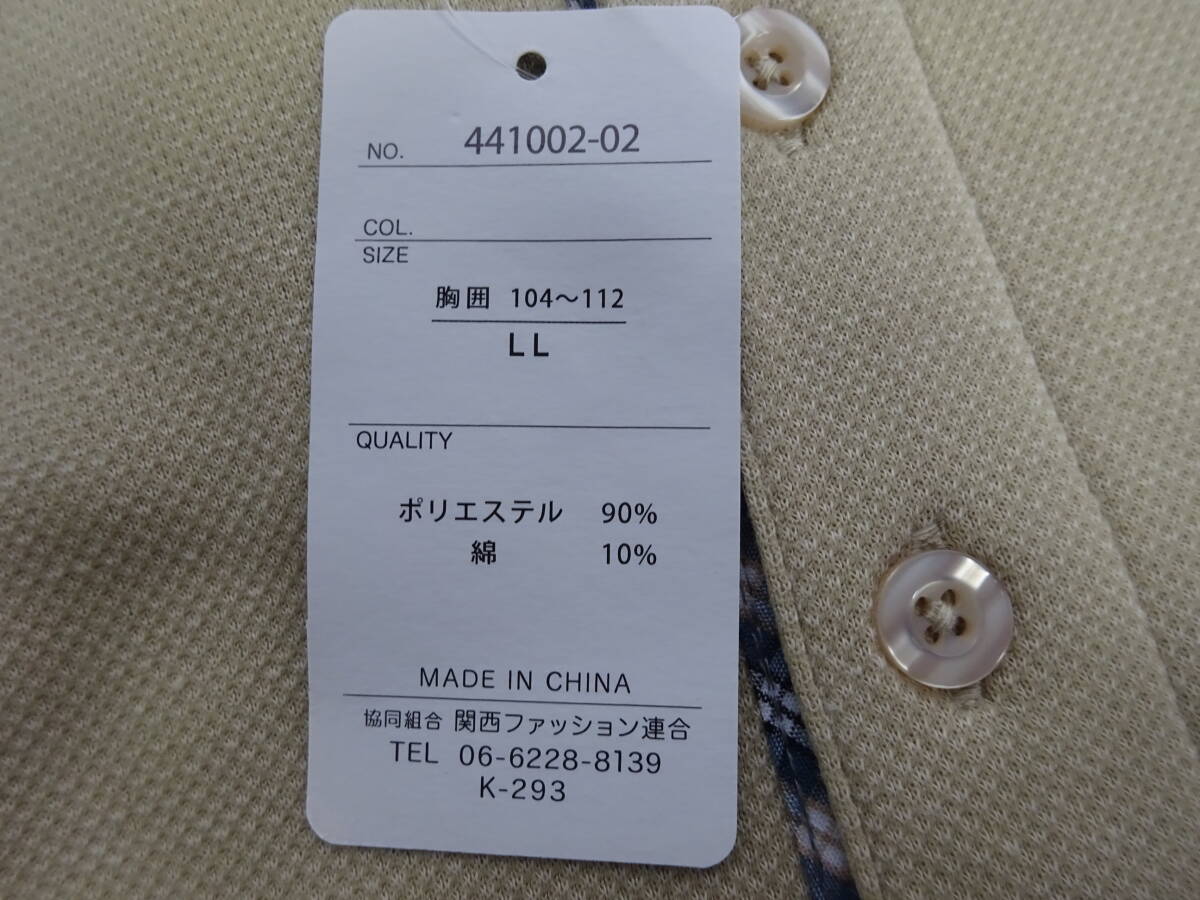 NO. 441002-02
COL.
SIZE
胸囲 104〜112
LL
QUALITY
ポリエステル 90%
綿 10%
MADE IN CHINA
協同組合 関西ファッション連合
TEL 06-6228-8139
K-293